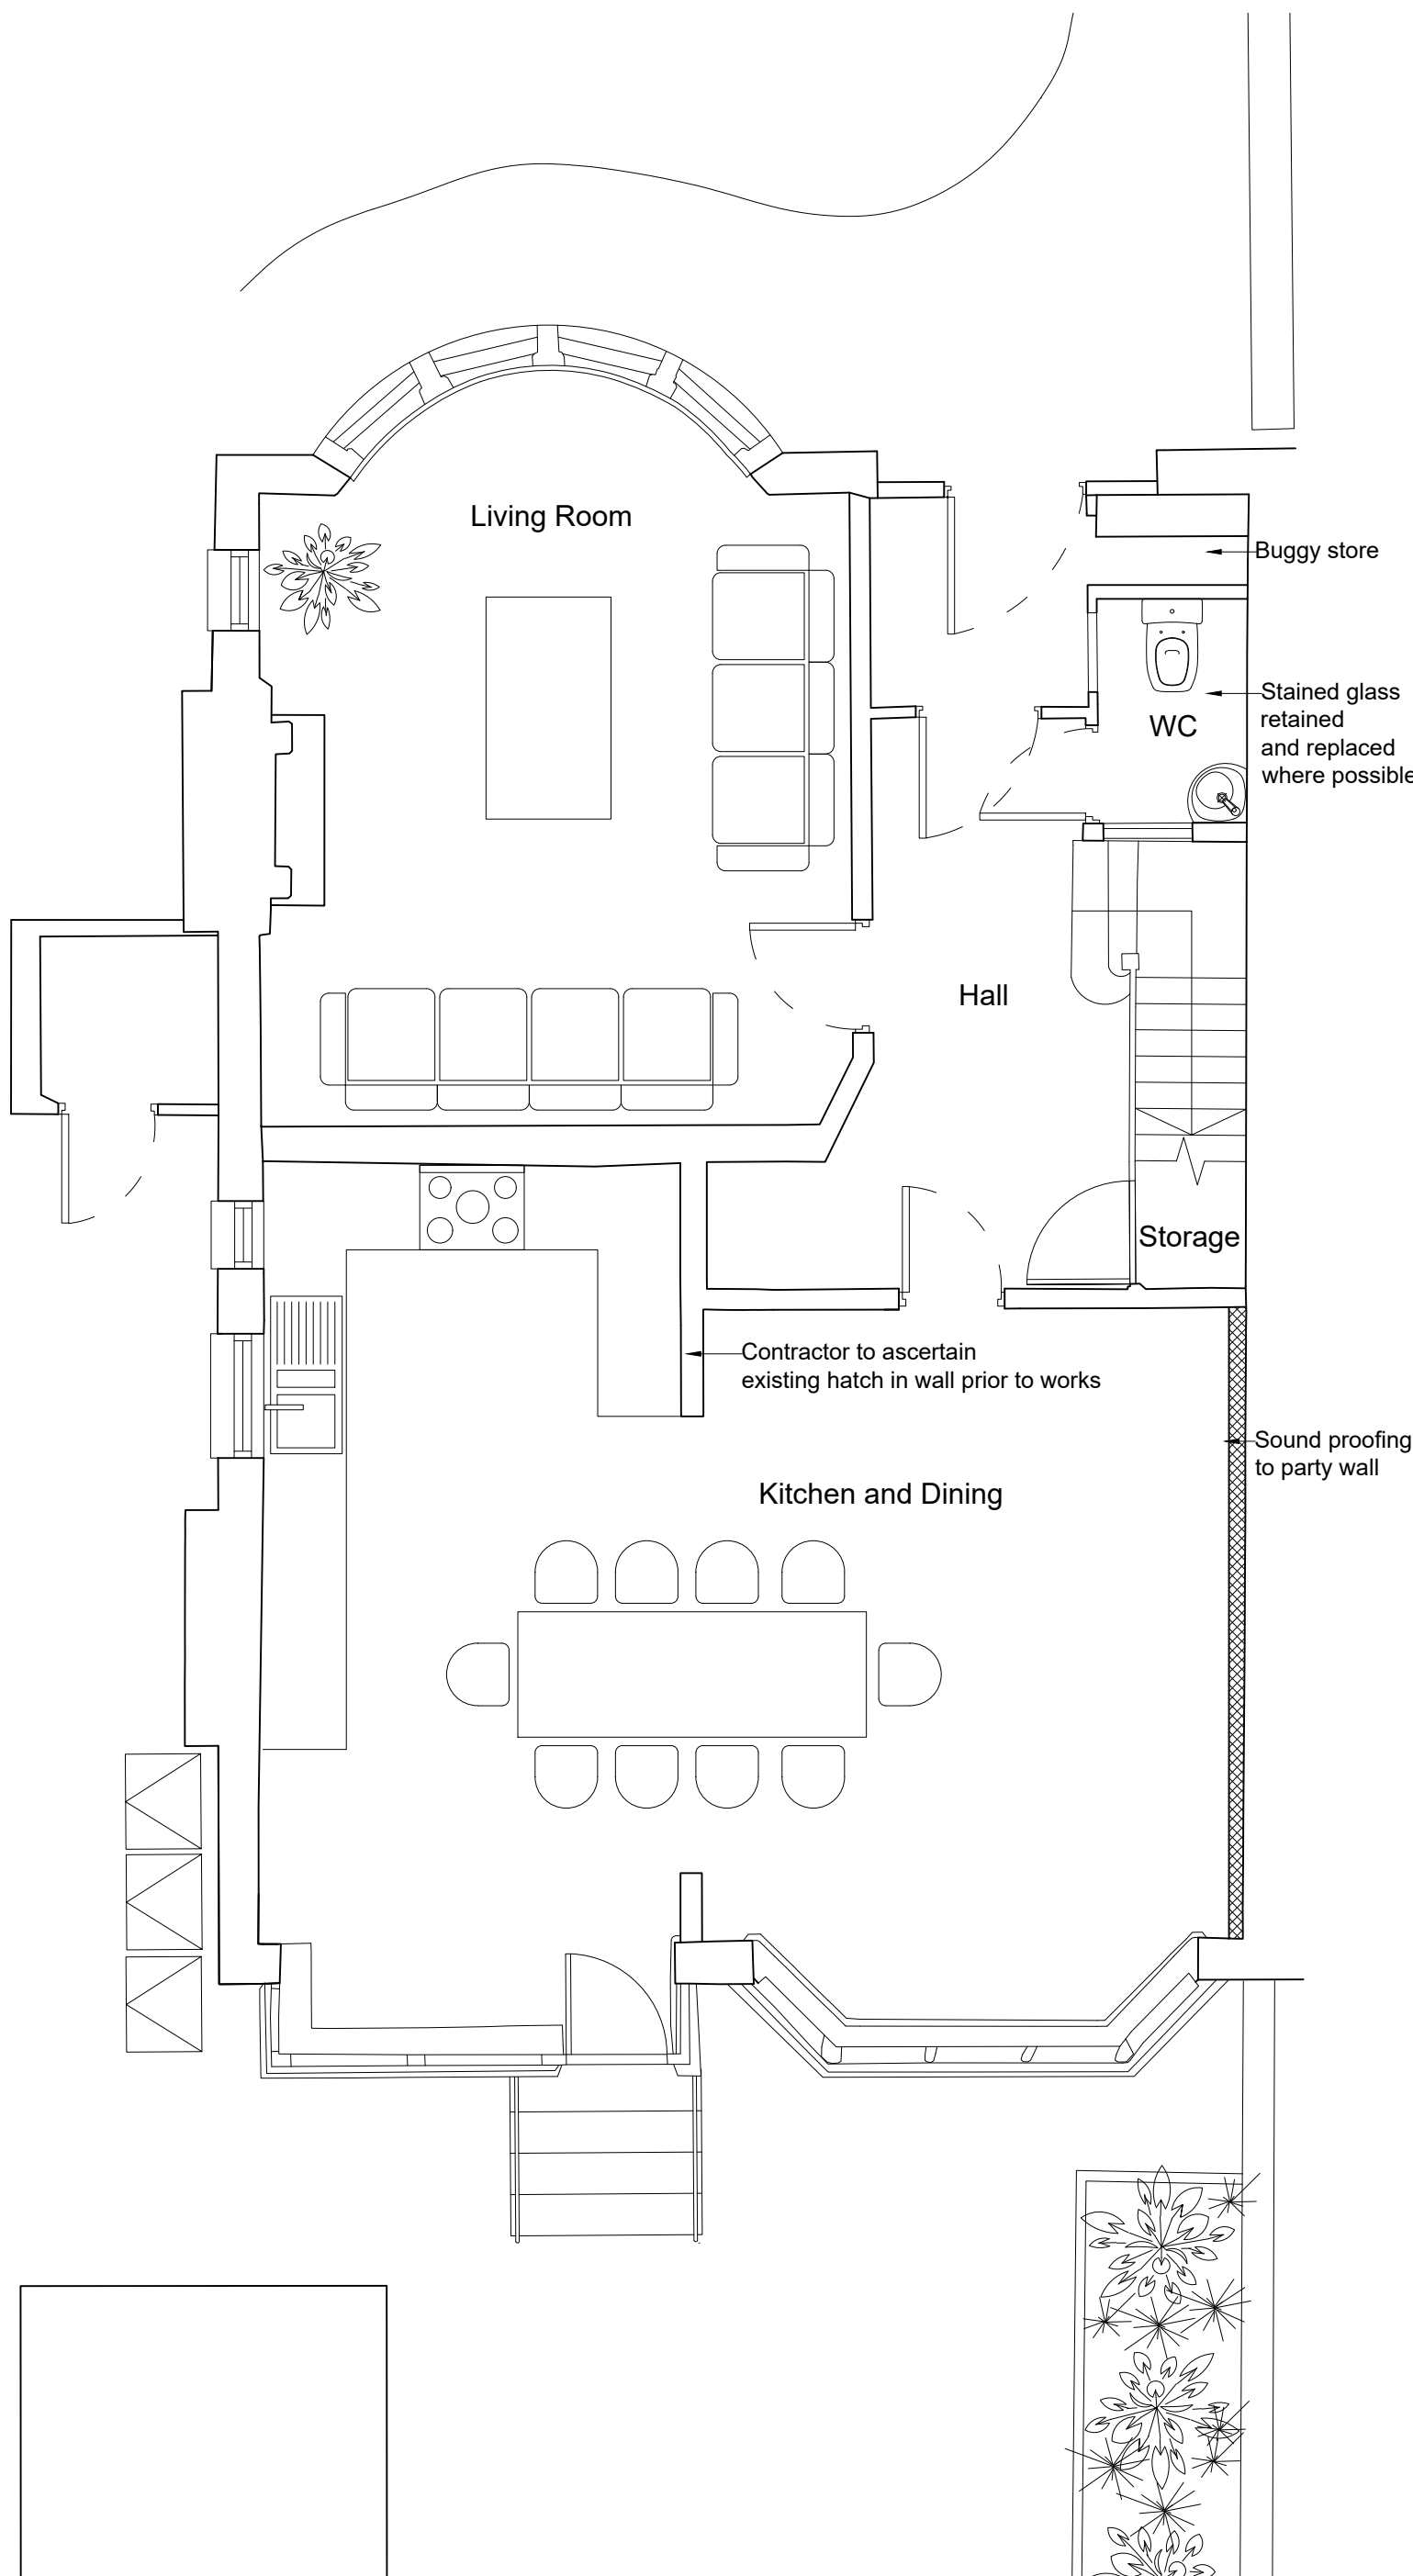 Living Room
Buggy store
Stained glass
retained
and replaced
where possible
WC
Hall
Storage
Contractor to ascertain
existing hatch in wall prior to works
Sound proofing
to party wall
Kitchen and Dining